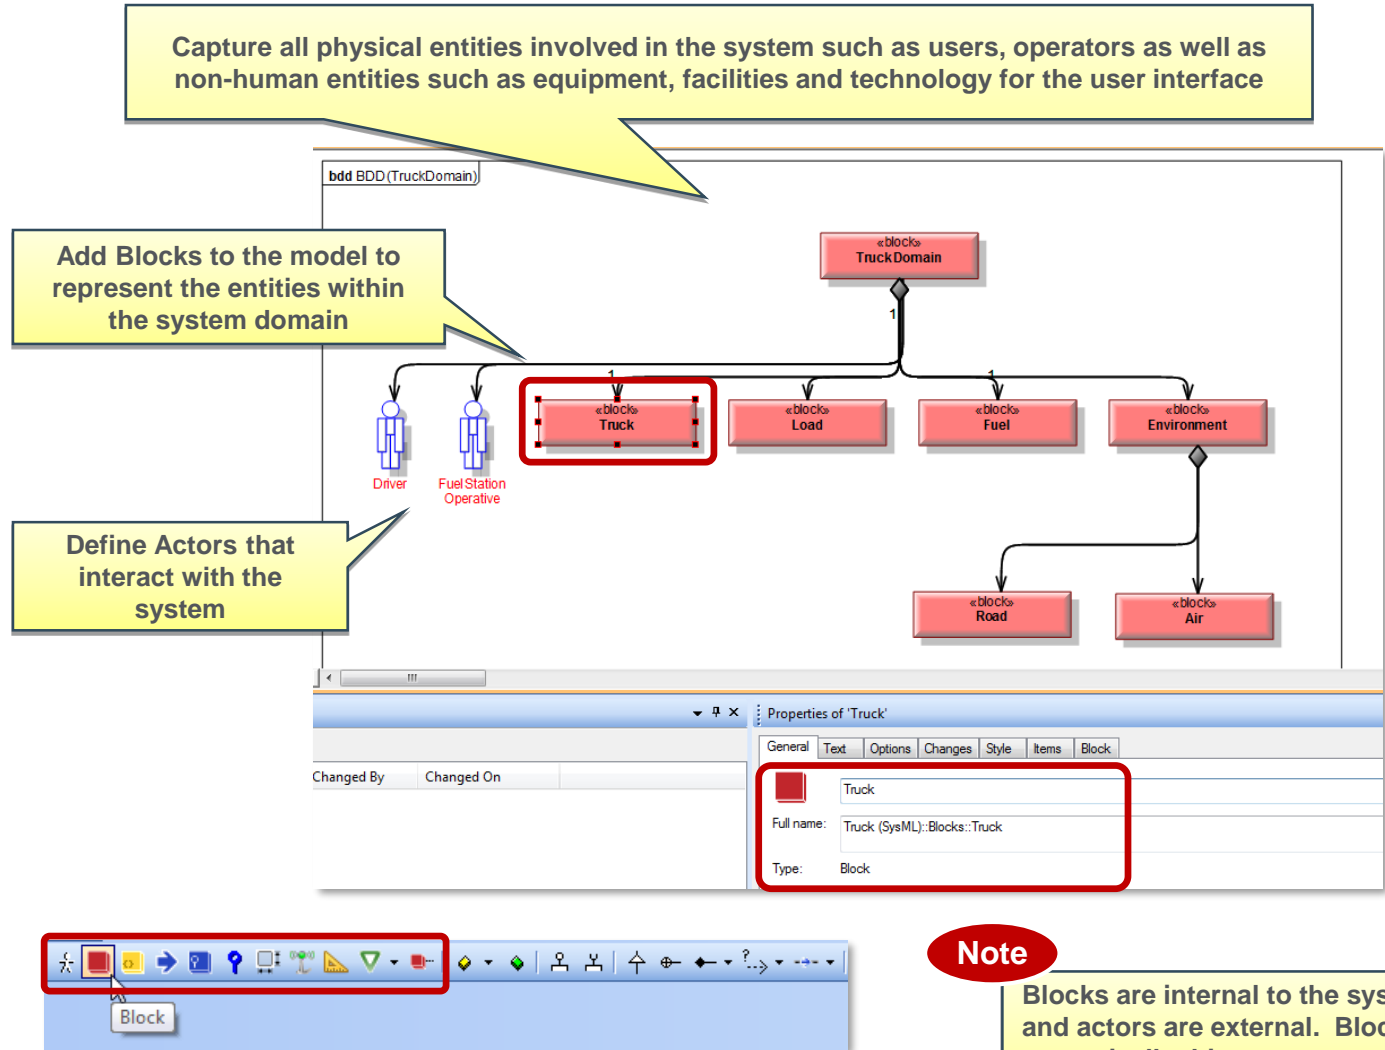 Capture all physical entities involved in the system such as users, operators as well as
non-human entities such as equipment, facilities and technology for the user interface
bdd BDD(TruckDomain)
Add Blocks to the model to
represent the entities within
the system domain
«block»
TruckDomain
1
1
1
«block»
Truck
«block»
Load
«block»
Fuel
«block»
Environment
Driver
FuelStation
Operative
Define Actors that
interact with the
system
«block»
Road
«block»
Air
Properties of 'Truck'
General Text Options Changes Style Items Block
Changed By Changed On
Truck
Full name: Truck (SysML)::Blocks::Truck
Type: Block
Block
Note
Blocks are internal to the sys
and actors are external. Bloc